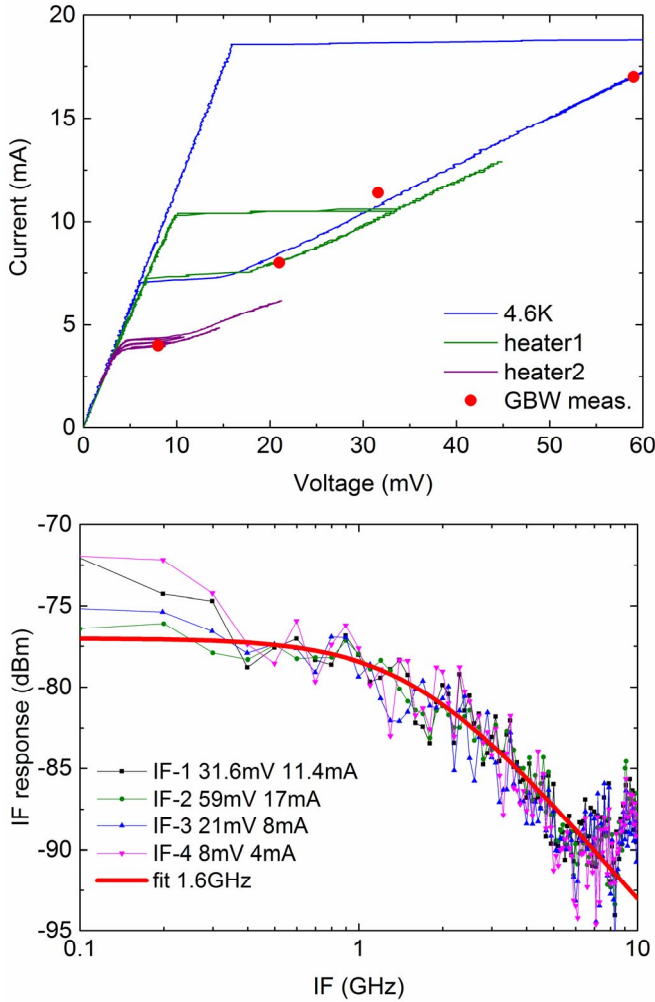 20
15
10
5
0
Current (mA)
4.6K
heater1
heater2
GBW meas.
0 10 20 30 40 50 60
Voltage (mV)
-70
-75
-80
-85
-90
-95
IF response (dBm)
IF-1 31.6mV 11.4mA
IF-2 59mV 17mA
IF-3 21mV 8mA
IF-4 8mV 4mA
fit 1.6GHz
0.1 1 10
IF (GHz)